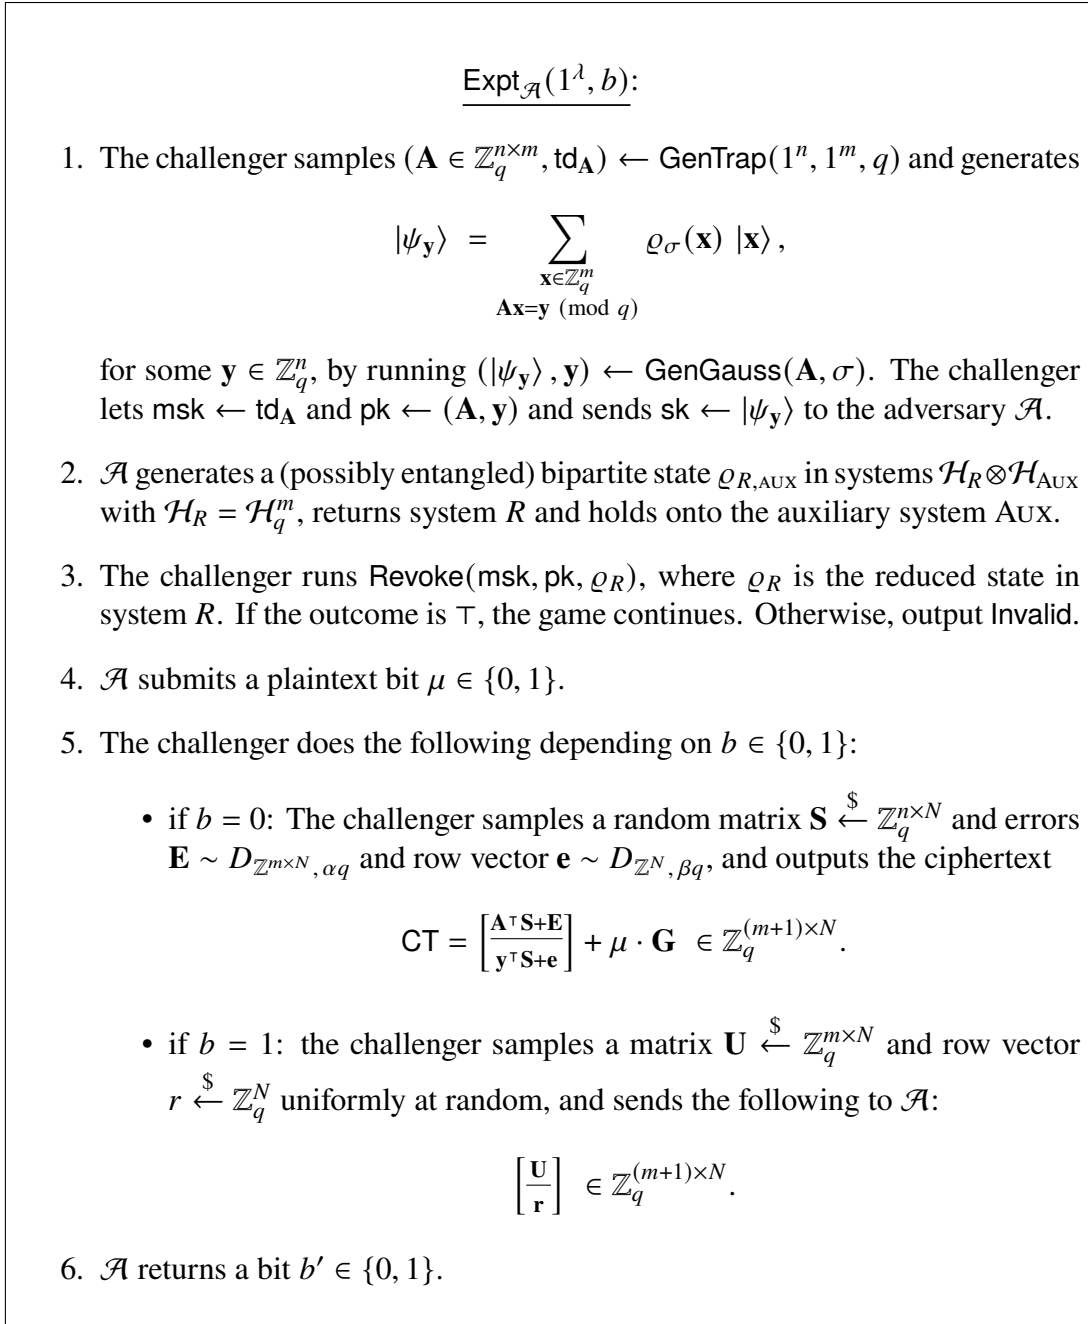 Expt_𝒜(1^λ, b):
1. The challenger samples (𝐀 ∈ ℤ_q^{n×m}, td_𝐀) ← GenTrap(1^n, 1^m, q) and generates
|ψ_𝐲⟩ = ∑_{𝐱∈ℤ_q^m, 𝐀𝐱=𝐲 (mod q)} ϱ_σ(𝐱) |𝐱⟩ ,
for some 𝐲 ∈ ℤ_q^n, by running (|ψ_𝐲⟩ , 𝐲) ← GenGauss(𝐀, σ). The challenger
lets msk ← td_𝐀 and pk ← (𝐀, 𝐲) and sends sk ← |ψ_𝐲⟩ to the adversary 𝒜.
2. 𝒜 generates a (possibly entangled) bipartite state ϱ_{R,AUX} in systems ℋ_R⊗ℋ_AUX
with ℋ_R = ℋ_q^m, returns system R and holds onto the auxiliary system AUX.
3. The challenger runs Revoke(msk, pk, ϱ_R), where ϱ_R is the reduced state in
system R. If the outcome is ⊤, the game continues. Otherwise, output Invalid.
4. 𝒜 submits a plaintext bit μ ∈ {0, 1}.
5. The challenger does the following depending on b ∈ {0, 1}:
• if b = 0: The challenger samples a random matrix 𝐒 ←$ ℤ_q^{n×N} and errors
𝐄 ∼ D_{ℤ^{m×N}, αq} and row vector 𝐞 ∼ D_{ℤ^N, βq}, and outputs the ciphertext
CT = [𝐀^⊺𝐒+𝐄 / 𝐲^⊺𝐒+𝐞] + μ · 𝐆 ∈ ℤ_q^{(m+1)×N}.
• if b = 1: the challenger samples a matrix 𝐔 ←$ ℤ_q^{m×N} and row vector
r ←$ ℤ_q^N uniformly at random, and sends the following to 𝒜:
[𝐔 / 𝐫] ∈ ℤ_q^{(m+1)×N}.
6. 𝒜 returns a bit b′ ∈ {0, 1}.